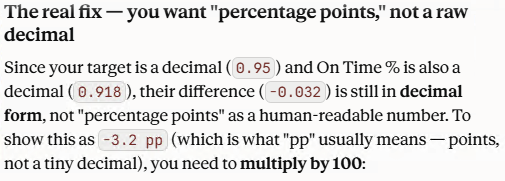 The real fix — you want "percentage points," not a raw
decimal
Since your target is a decimal (0.95) and On Time % is also a
decimal (0.918), their difference (-0.032) is still in decimal
form, not "percentage points" as a human-readable number. To
show this as -3.2 pp (which is what "pp" usually means — points,
not a tiny decimal), you need to multiply by 100: